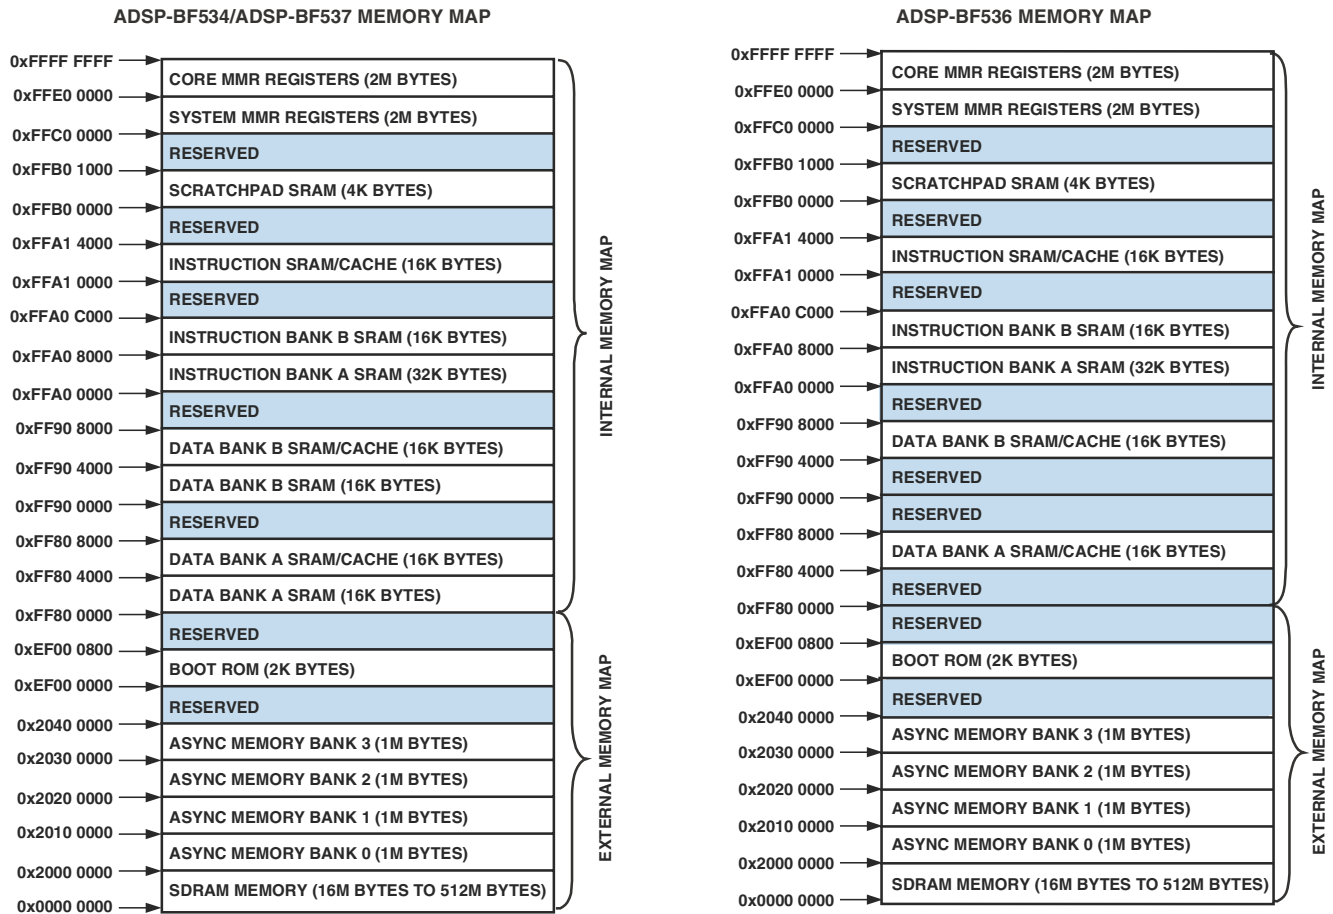 ADSP-BF534/ADSP-BF537 MEMORY MAP
0xFFFF FFFF
CORE MMR REGISTERS (2M BYTES)
0xFFE0 0000
SYSTEM MMR REGISTERS (2M BYTES)
0xFFC0 0000
RESERVED
0xFFB0 1000
SCRATCHPAD SRAM (4K BYTES)
0xFFB0 0000
RESERVED
0xFFA1 4000
INSTRUCTION SRAM/CACHE (16K BYTES)
0xFFA1 0000
RESERVED
0xFFA0 C000
INSTRUCTION BANK B SRAM (16K BYTES)
0xFFA0 8000
INSTRUCTION BANK A SRAM (32K BYTES)
0xFFA0 0000
RESERVED
0xFF90 8000
DATA BANK B SRAM/CACHE (16K BYTES)
0xFF90 4000
DATA BANK B SRAM (16K BYTES)
0xFF90 0000
RESERVED
0xFF80 8000
DATA BANK A SRAM/CACHE (16K BYTES)
0xFF80 4000
DATA BANK A SRAM (16K BYTES)
0xFF80 0000
RESERVED
0xEF00 0800
BOOT ROM (2K BYTES)
0xEF00 0000
RESERVED
0x2040 0000
ASYNC MEMORY BANK 3 (1M BYTES)
0x2030 0000
ASYNC MEMORY BANK 2 (1M BYTES)
0x2020 0000
ASYNC MEMORY BANK 1 (1M BYTES)
0x2010 0000
ASYNC MEMORY BANK 0 (1M BYTES)
0x2000 0000
SDRAM MEMORY (16M BYTES TO 512M BYTES)
0x0000 0000
INTERNAL MEMORY MAP
EXTERNAL MEMORY MAP
ADSP-BF536 MEMORY MAP
0xFFFF FFFF
CORE MMR REGISTERS (2M BYTES)
0xFFE0 0000
SYSTEM MMR REGISTERS (2M BYTES)
0xFFC0 0000
RESERVED
0xFFB0 1000
SCRATCHPAD SRAM (4K BYTES)
0xFFB0 0000
RESERVED
0xFFA1 4000
INSTRUCTION SRAM/CACHE (16K BYTES)
0xFFA1 0000
RESERVED
0xFFA0 C000
INSTRUCTION BANK B SRAM (16K BYTES)
0xFFA0 8000
INSTRUCTION BANK A SRAM (32K BYTES)
0xFFA0 0000
RESERVED
0xFF90 8000
DATA BANK B SRAM/CACHE (16K BYTES)
0xFF90 4000
RESERVED
0xFF90 0000
RESERVED
0xFF80 8000
DATA BANK A SRAM/CACHE (16K BYTES)
0xFF80 4000
RESERVED
0xFF80 0000
RESERVED
0xEF00 0800
BOOT ROM (2K BYTES)
0xEF00 0000
RESERVED
0x2040 0000
ASYNC MEMORY BANK 3 (1M BYTES)
0x2030 0000
ASYNC MEMORY BANK 2 (1M BYTES)
0x2020 0000
ASYNC MEMORY BANK 1 (1M BYTES)
0x2010 0000
ASYNC MEMORY BANK 0 (1M BYTES)
0x2000 0000
SDRAM MEMORY (16M BYTES TO 512M BYTES)
0x0000 0000
INTERNAL MEMORY MAP
EXTERNAL MEMORY MAP